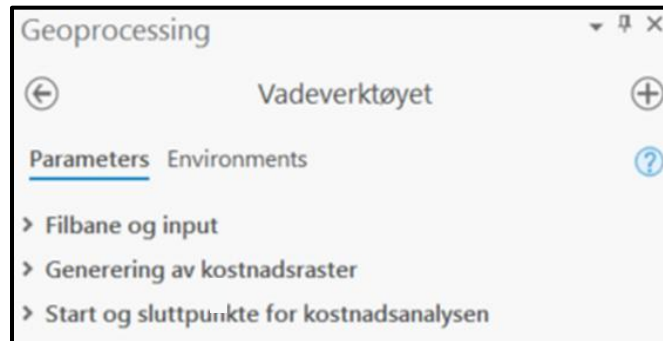 Geoprocessing
Vadeverktøyet
Parameters Environments
Filbane og input
Generering av kostnadsraster
Start og sluttpunkte for kostnadsanalysen